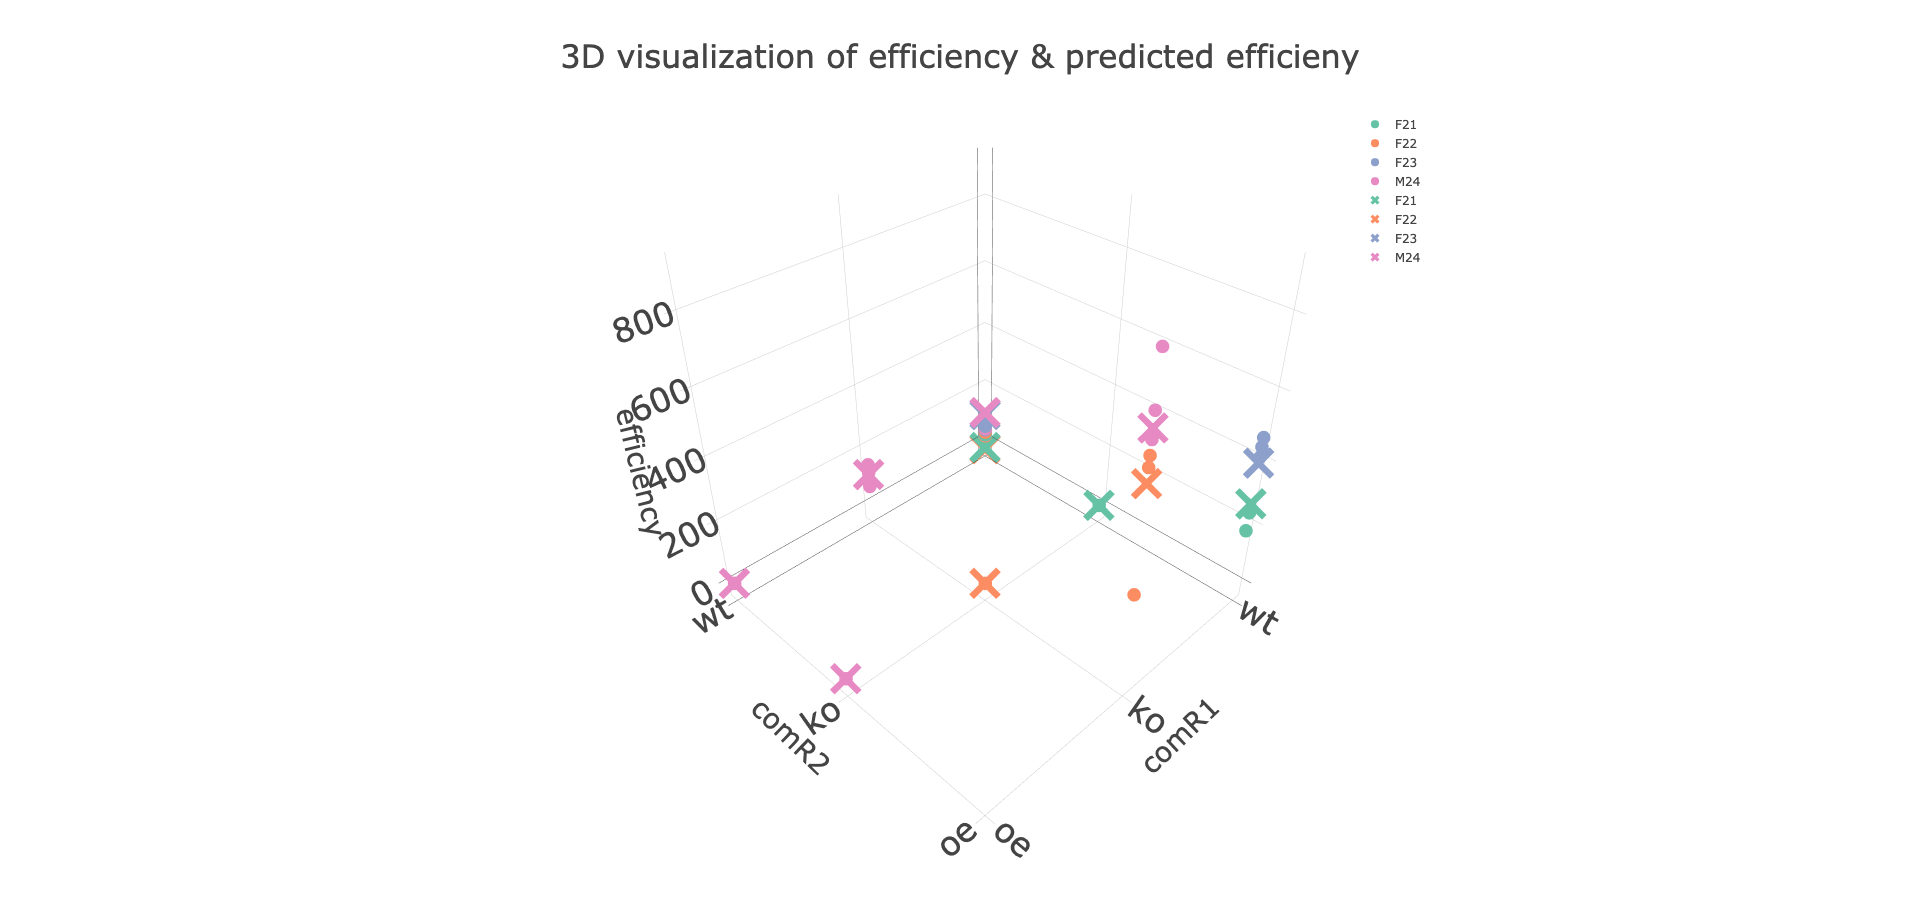 3D visualization of efficiency & predicted efficieny
F21
F22
F23
M24
F21
F22
F23
M24
800
600
400
200
0
efficiency
wt
ko
oe
comR2
wt
ko
oe
comR1